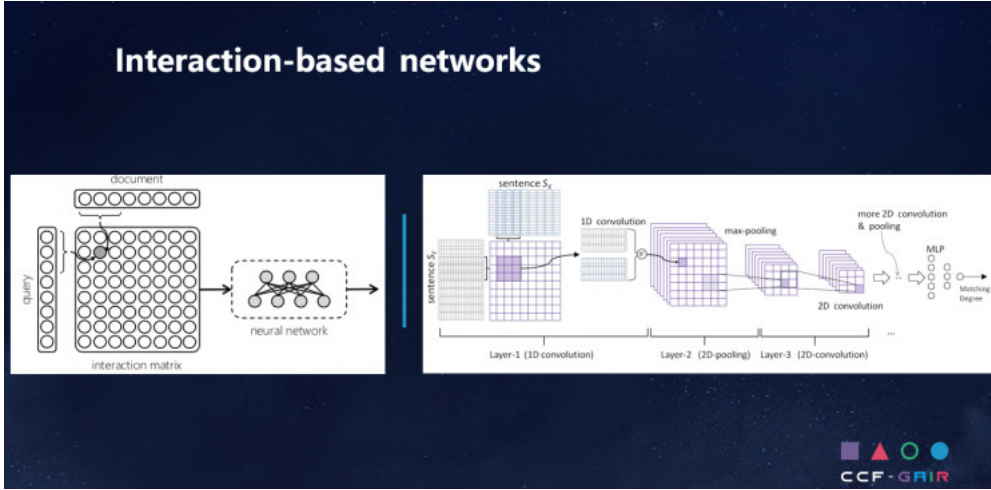 Interaction-based networks
document
query
interaction matrix
neural network
sentence Sₓ
sentence Sᵧ
1D convolution
max-pooling
more 2D convolution
& pooling
...
MLP
Matching
Degree
2D convolution
...
Layer-1 (1D convolution)
Layer-2 (2D-pooling)
Layer-3 (2D-convolution)
CCF-GAIR